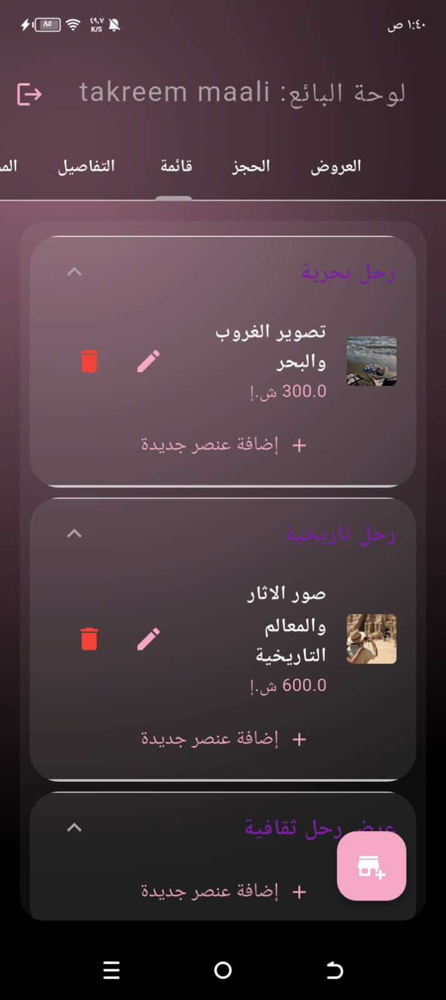 ١:٤٠ ص
٤٩,٧
K/S
٨٥
لوحة البائع: takreem maali
العروض
الحجز
قائمة
التفاصيل
المـ
رحل بحرية
تصوير الغروب
والبحر
300.0 ش.إ
+ إضافة عنصر جديدة
رحل تاريخية
صور الاثار
والمعالم
التاريخية
600.0 ش.إ
+ إضافة عنصر جديدة
عرض رحل ثقافية
+ إضافة عنصر جديدة